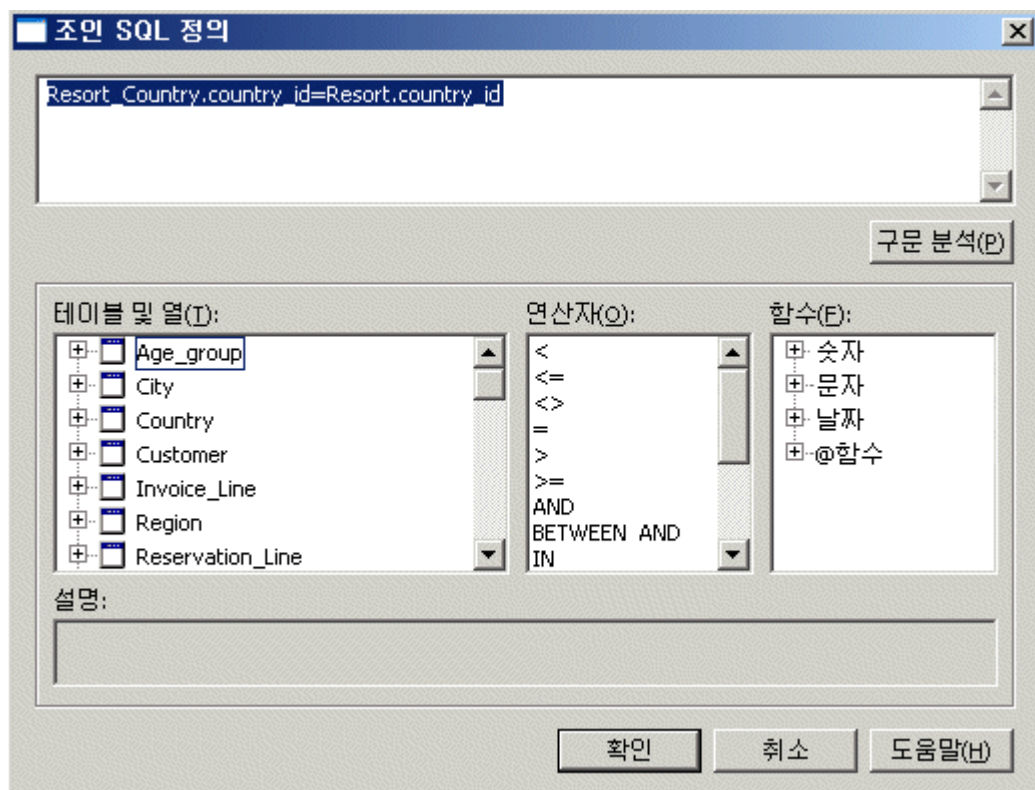 조인 SQL 정의
Resort_Country.country_id=Resort.country_id
구문 분석(P)
테이블 및 열(T):
Age_group
City
Country
Customer
Invoice_Line
Region
Reservation_Line
연산자(O):
<
<=
<>
=
>
>=
AND
BETWEEN AND
IN
함수(F):
숫자
문자
날짜
@함수
설명:
확인
취소
도움말(H)